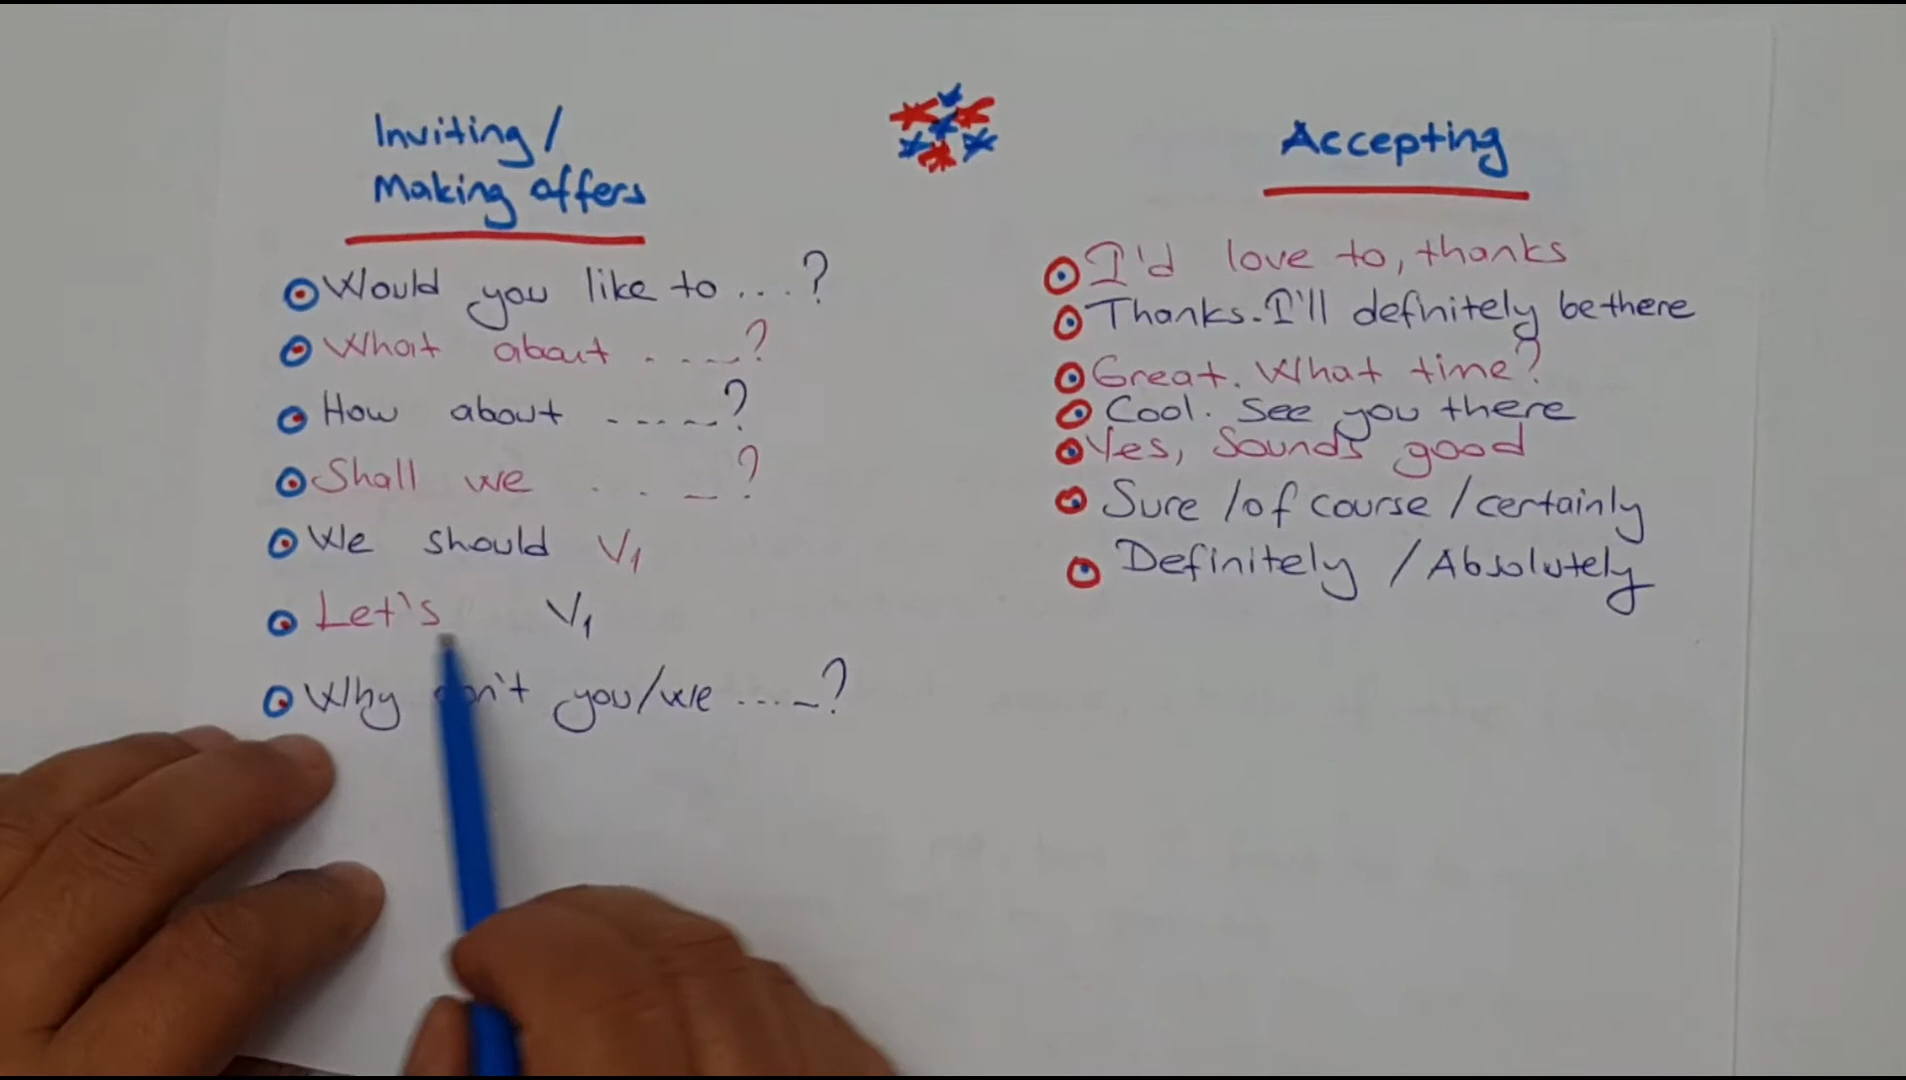 Inviting /
Making offers
Would you like to ...?
What about ....?
How about .....?
Shall we ....?
We should V1
Let's V1
Why don't you/we .....?
Accepting
I'd love to, thanks
Thanks. I'll defnitely be there
Great. What time?
Cool. See you there
Yes, Sounds good
Sure /of course /certainly
Definitely / Absolutely